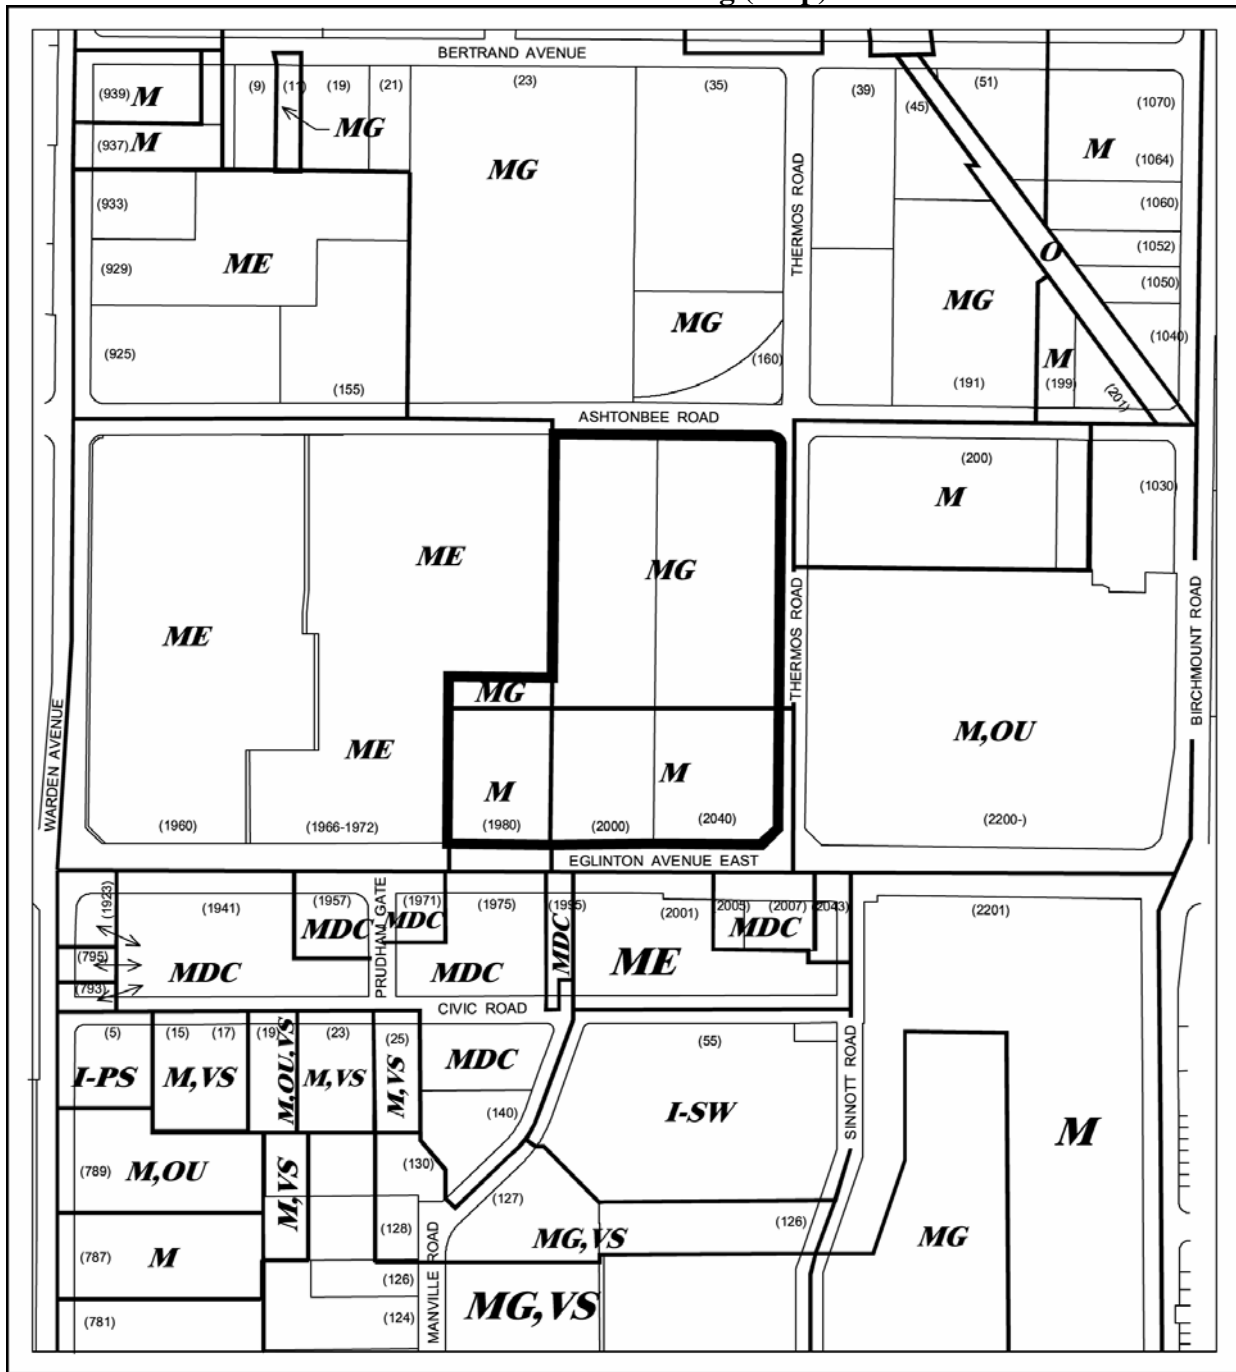 BERTRAND AVENUE
(939) M
(937) M
(9)
(11)
(19)
(21)
MG
(23)
MG
(35)
(39)
(45)
(51)
(1070)
M
(1064)
(1060)
(1052)
(1050)
(1040)
O
THERMOS ROAD
(933)
(929)
ME
(925)
(155)
MG
(160)
MG
(191)
M
(199)
(201)
ASHTONBEE ROAD
ME
ME
ME
(1960)
(1966-1972)
WARDEN AVENUE
MG
MG
M
(1980)
M
(2000)
(2040)
THERMOS ROAD
(200)
M
(1030)
M,OU
(2200-)
BIRCHMOUNT ROAD
EGLINTON AVENUE EAST
(1923)
(795)
(793)
(1941)
MDC
(1957)
MDC
PRUDHAM GATE
(1971)
MDC
(1975)
MDC
(1995)
MDC
(2001)
ME
(2005)
(2007)
MDC
(2043)
(2201)
CIVIC ROAD
(5)
I-PS
(15)
(17)
M,VS
(19)
M,OU,VS
(23)
M,VS
(25)
M,VS
MDC
(140)
(55)
I-SW
SINNOTT ROAD
M
(789) M,OU
M,VS
(130)
(127)
(128)
MG,VS
(126)
MG
(787) M
(126)
(124)
MANVILLE ROAD
MG,VS
(781)